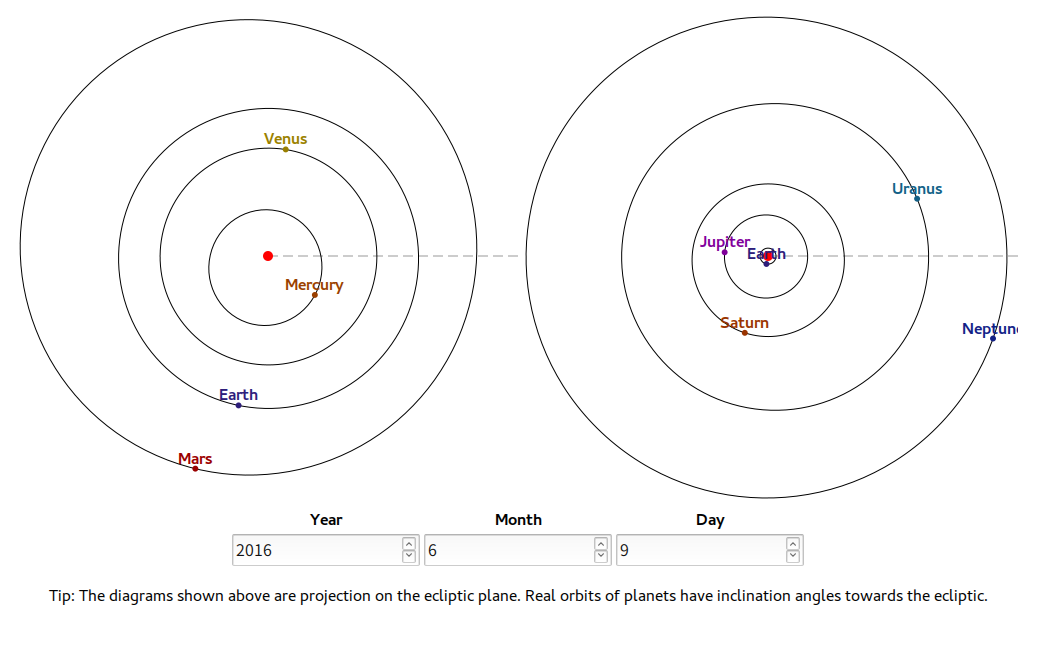 Venus
Mercury
Earth
Mars
Uranus
Jupiter
Earth
Saturn
Neptun
Year Month Day
2016 6 9
Tip: The diagrams shown above are projection on the ecliptic plane. Real orbits of planets have inclination angles towards the ecliptic.